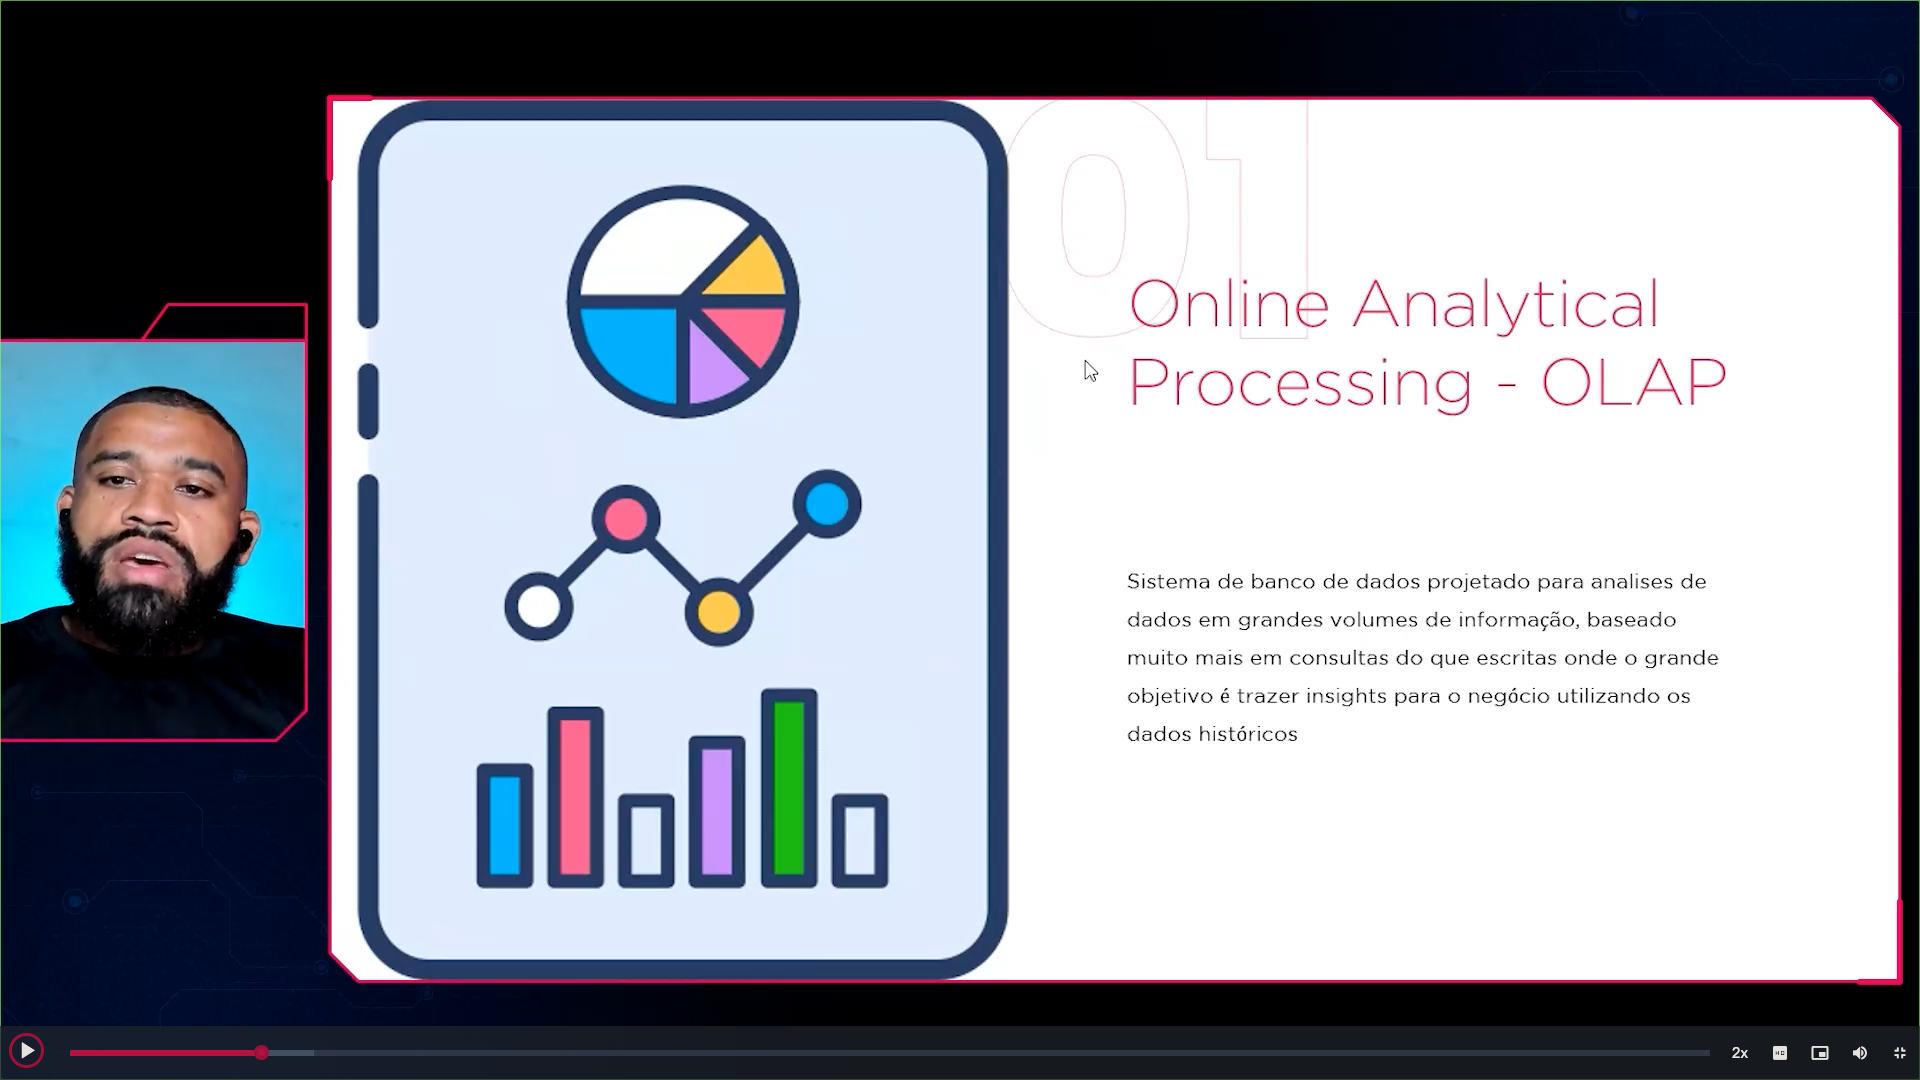 01
Online Analytical
Processing - OLAP
Sistema de banco de dados projetado para analises de
dados em grandes volumes de informação, baseado
muito mais em consultas do que escritas onde o grande
objetivo é trazer insights para o negócio utilizando os
dados históricos
2x
HD